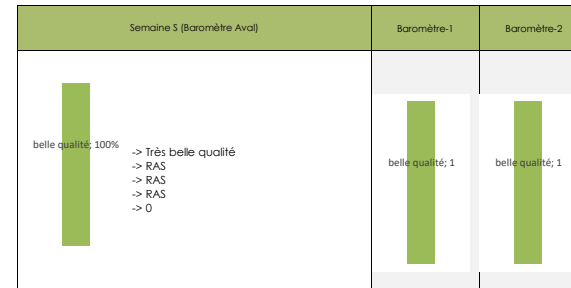 Semaine S (Baromètre Aval)
Baromètre-1
Baromètre-2
belle qualité; 100%
-> Très belle qualité
-> RAS
-> RAS
-> RAS
-> 0
belle qualité; 1
belle qualité; 1